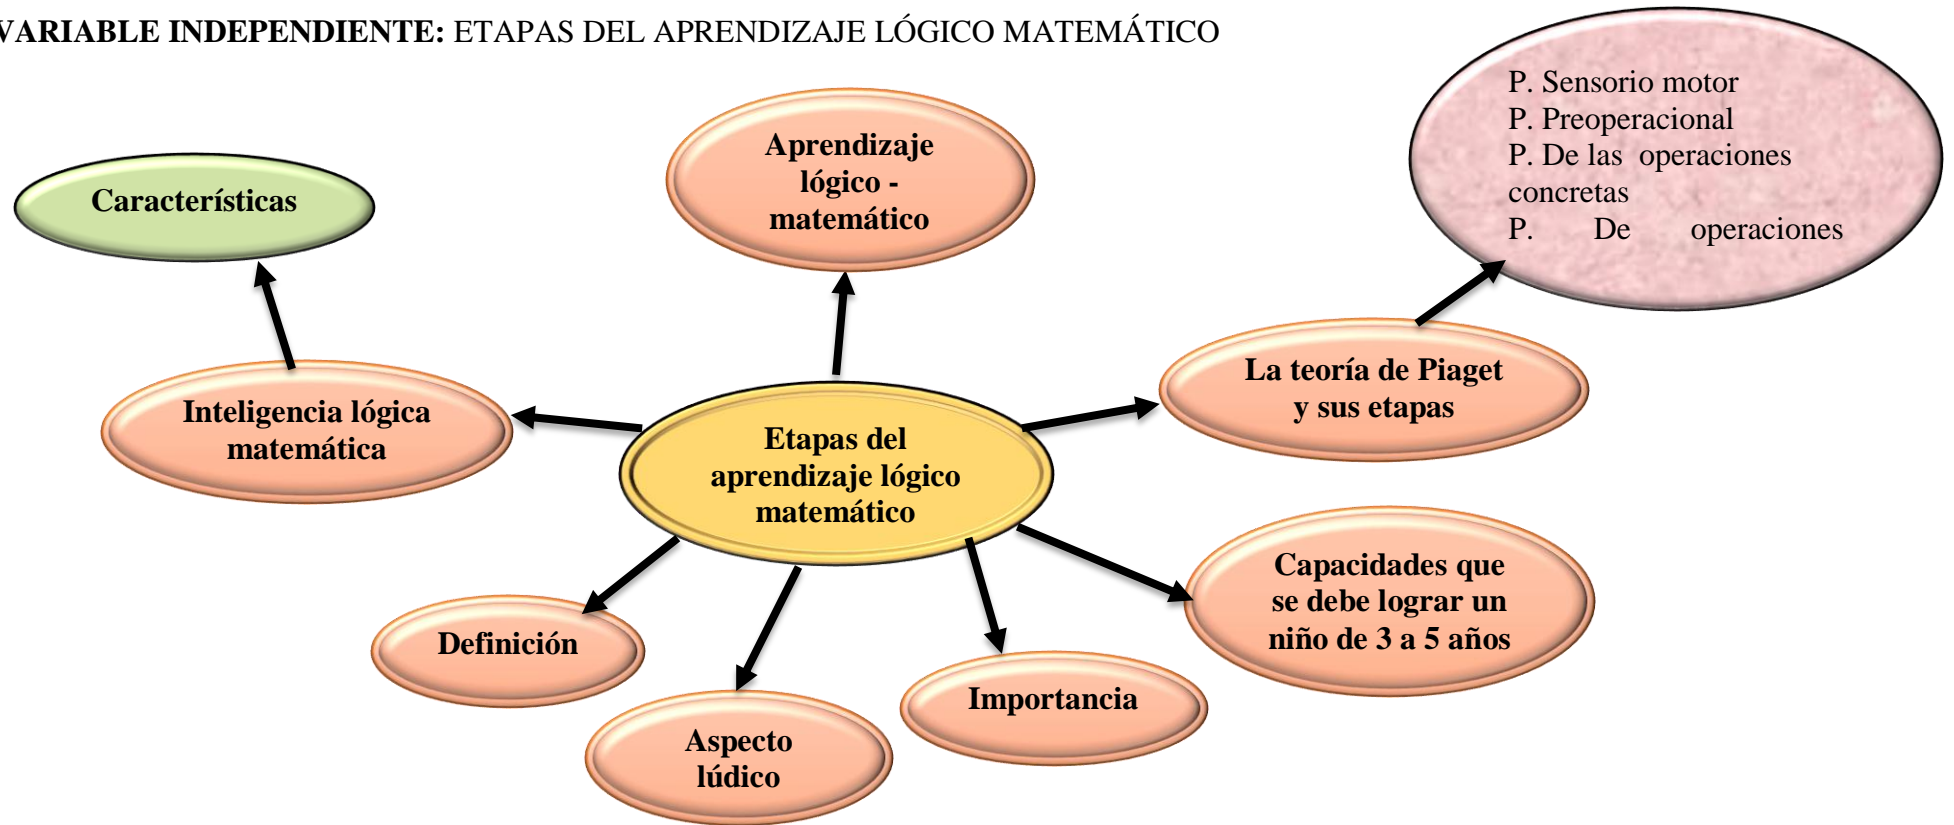 VARIABLE INDEPENDIENTE: ETAPAS DEL APRENDIZAJE LÓGICO MATEMÁTICO
P. Sensorio motor
P. Preoperacional
P. De las operaciones
concretas
P. De operaciones
Aprendizaje
lógico -
matemático
Características
La teoría de Piaget
y sus etapas
Inteligencia lógica
matemática
Etapas del
aprendizaje lógico
matemático
Capacidades que
se debe lograr un
niño de 3 a 5 años
Definición
Importancia
Aspecto
lúdico